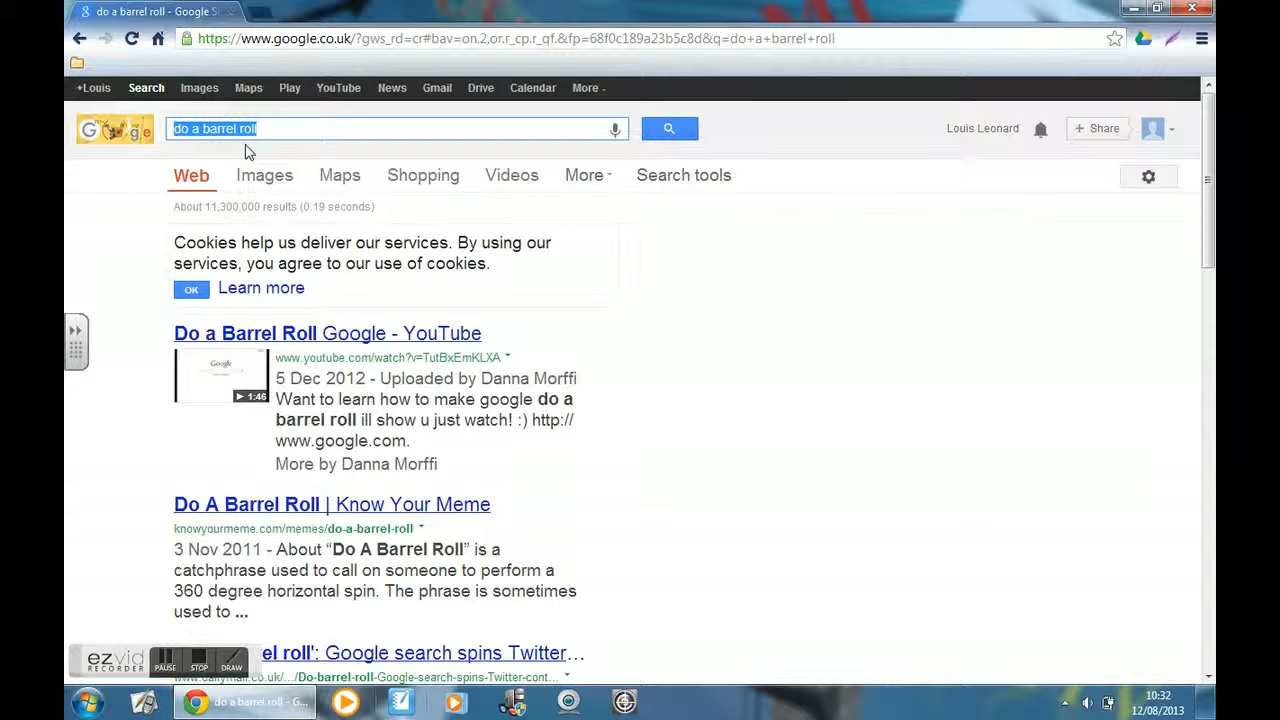 do a barrel roll - Google S
https://www.google.co.uk/?gws_rd=cr#bav=on.2,or.r_cp.r_qf.&fp=68f0c189a23b5c8d&q=do+a+barrel+roll
+Louis Search Images Maps Play YouTube News Gmail Drive Calendar More
Google do a barrel roll Louis Leonard + Share
Web Images Maps Shopping Videos More Search tools
About 11,300,000 results (0.19 seconds)
Cookies help us deliver our services. By using our
services, you agree to our use of cookies.
OK Learn more
Do a Barrel Roll Google - YouTube
www.youtube.com/watch?v=TutBxEmKLXA
Google
1:46
5 Dec 2012 - Uploaded by Danna Morffi
Want to learn how to make google do a
barrel roll ill show u just watch! :) http://
www.google.com.
More by Danna Morffi
Do A Barrel Roll | Know Your Meme
knowyourmeme.com/memes/do-a-barrel-roll
3 Nov 2011 - About “Do A Barrel Roll” is a
catchphrase used to call on someone to perform a
360 degree horizontal spin. The phrase is sometimes
used to ...
el roll': Google search spins Twitter…
www.dailymail.co.uk/.../Do-barrel-roll-Google-search-spins-Twitter-cont...
ezvid RECORDER PAUSE STOP DRAW
do a barrel roll - G...
10:32
12/08/2013